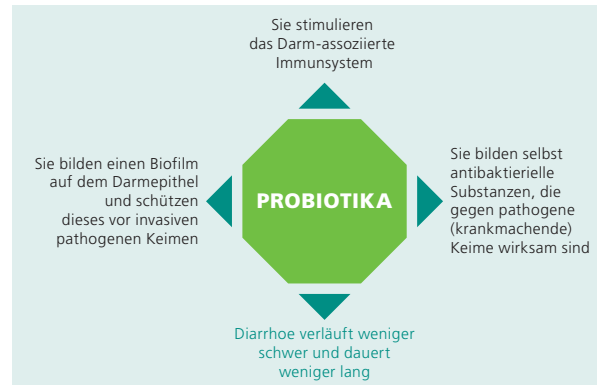 Sie stimulieren
das Darm-assoziierte
Immunsystem
Sie bilden einen Biofilm
auf dem Darmepithel
und schützen
dieses vor invasiven
pathogenen Keimen
PROBIOTIKA
Sie bilden selbst
antibaktierielle
Substanzen, die
gegen pathogene
(krankmachende)
Keime wirksam sind
Diarrhoe verläuft weniger
schwer und dauert
weniger lang